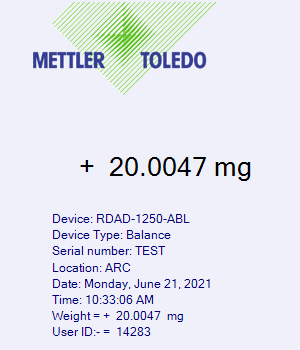 METTLER TOLEDO
+ 20.0047 mg
Device: RDAD-1250-ABL
Device Type: Balance
Serial number: TEST
Location: ARC
Date: Monday, June 21, 2021
Time: 10:33:06 AM
Weight = + 20.0047 mg
User ID:- = 14283